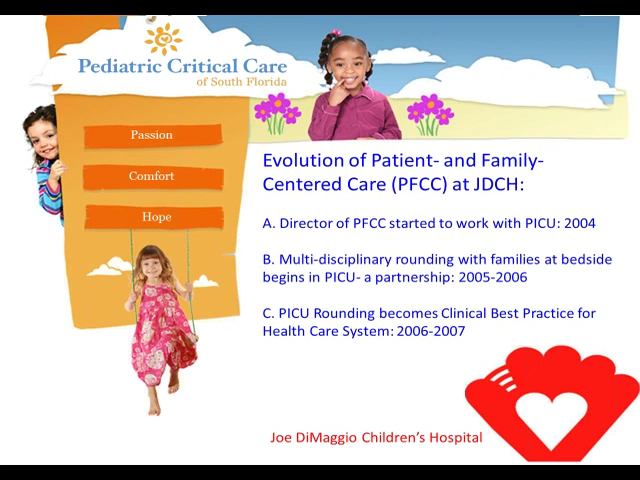 Pediatric Critical Care
of South Florida
Passion
Comfort
Hope
Evolution of Patient- and Family-
Centered Care (PFCC) at JDCH:
A. Director of PFCC started to work with PICU: 2004
B. Multi-disciplinary rounding with families at bedside
begins in PICU- a partnership: 2005-2006
C. PICU Rounding becomes Clinical Best Practice for
Health Care System: 2006-2007
Joe DiMaggio Children’s Hospital